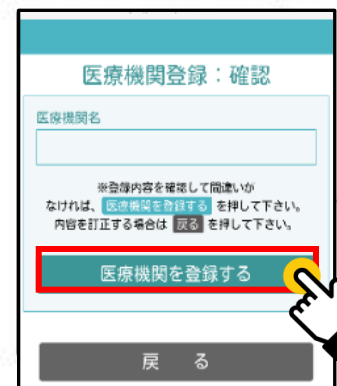 医療機関登録：確認
医療機関名
※登録内容を確認して間違いが
なければ、 医療機関を登録する を押して下さい。
内容を訂正する場合は 戻る を押して下さい。
医療機関を登録する
戻 る